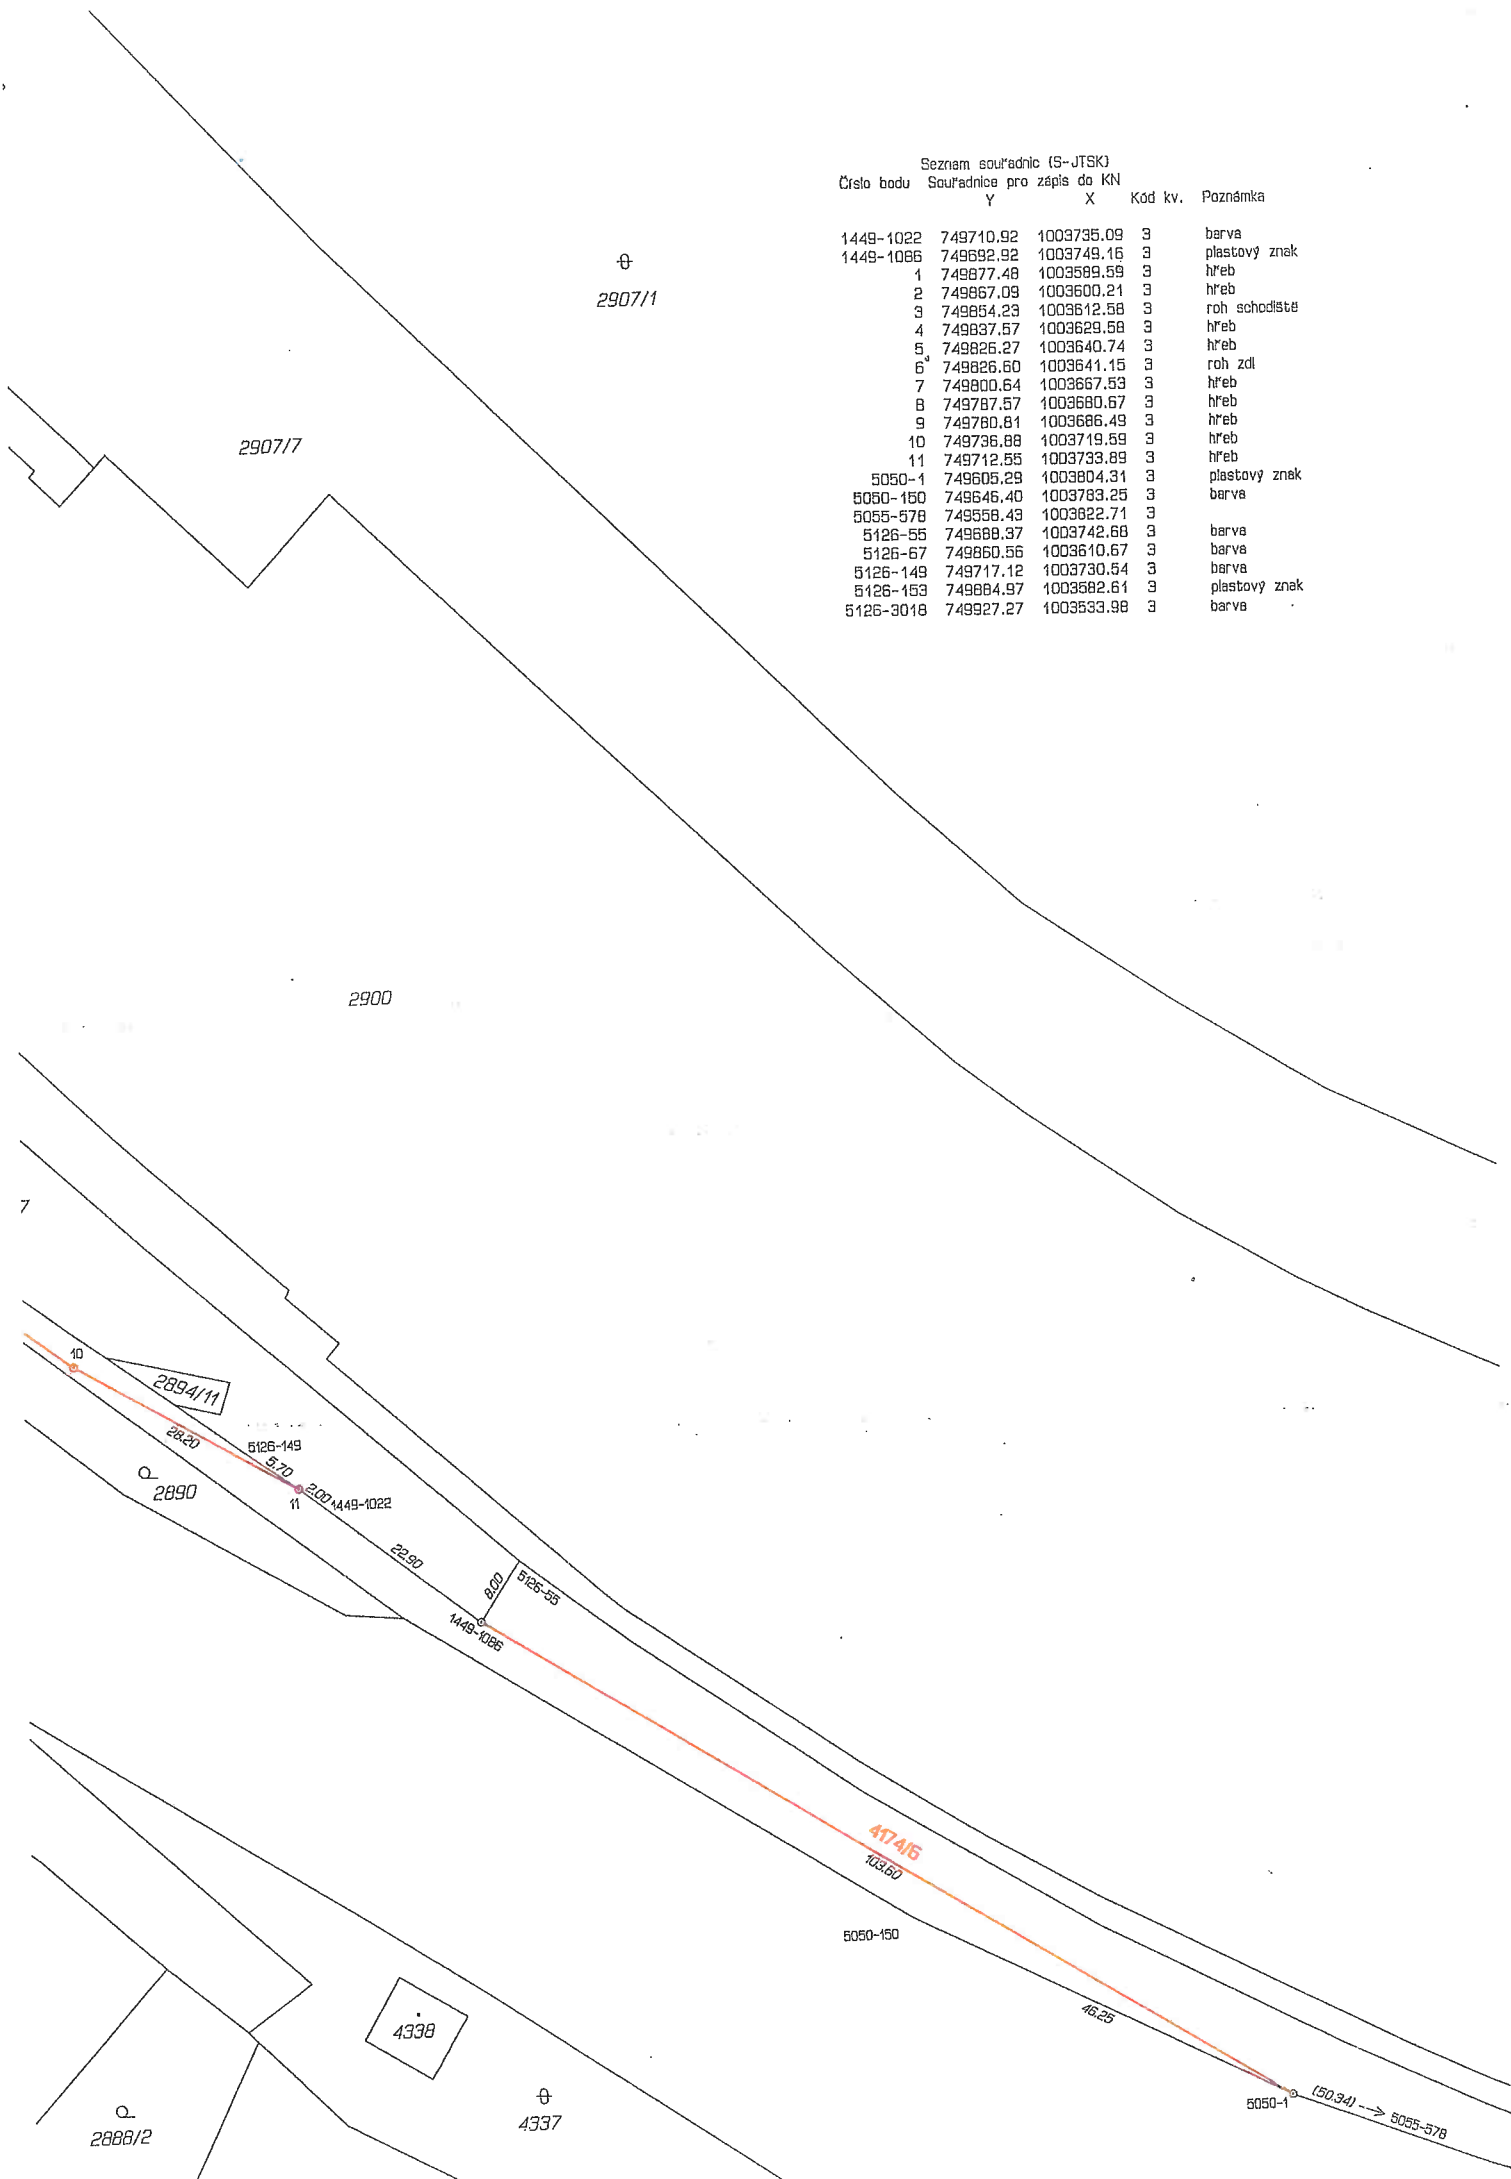 Seznam souřadnic (S-JTSK)
Číslo bodu Souřadnice pro zápis do KN
Y X Kód kv. Poznámka
1449-1022 749710.92 1003735.09 3 barva
1449-1086 749692.92 1003749.16 3 plastový znak
1 749877.48 1003589.59 3 hřeb
2 749867.09 1003600.21 3 hřeb
3 749854.23 1003612.58 3 roh schodiště
4 749837.57 1003629.58 3 hřeb
5 749826.27 1003640.74 3 hřeb
6 749826.60 1003641.15 3 roh zdi
7 749800.64 1003667.53 3 hřeb
8 749787.57 1003680.67 3 hřeb
9 749780.81 1003686.49 3 hřeb
10 749736.88 1003719.59 3 hřeb
11 749712.55 1003733.89 3 hřeb
5050-1 749605.29 1003804.31 3 plastový znak
5050-150 749646.40 1003783.25 3 barva
5055-578 749558.43 1003822.71 3
5126-55 749688.37 1003742.68 3 barva
5126-67 749860.56 1003610.67 3 barva
5126-149 749717.12 1003730.54 3 barva
5126-153 749884.97 1003582.61 3 plastový znak
5126-3018 749927.27 1003533.98 3 barva
2907/1
2907/7
2900
7
10
2894/11
28.20
5126-149
5.70
2.00
11
1449-1022
2890
22.90
8.00
5126-55
1449-1086
4174/6
103.60
5050-150
46.25
4338
5050-1
(50.34)
5055-578
4337
2888/2